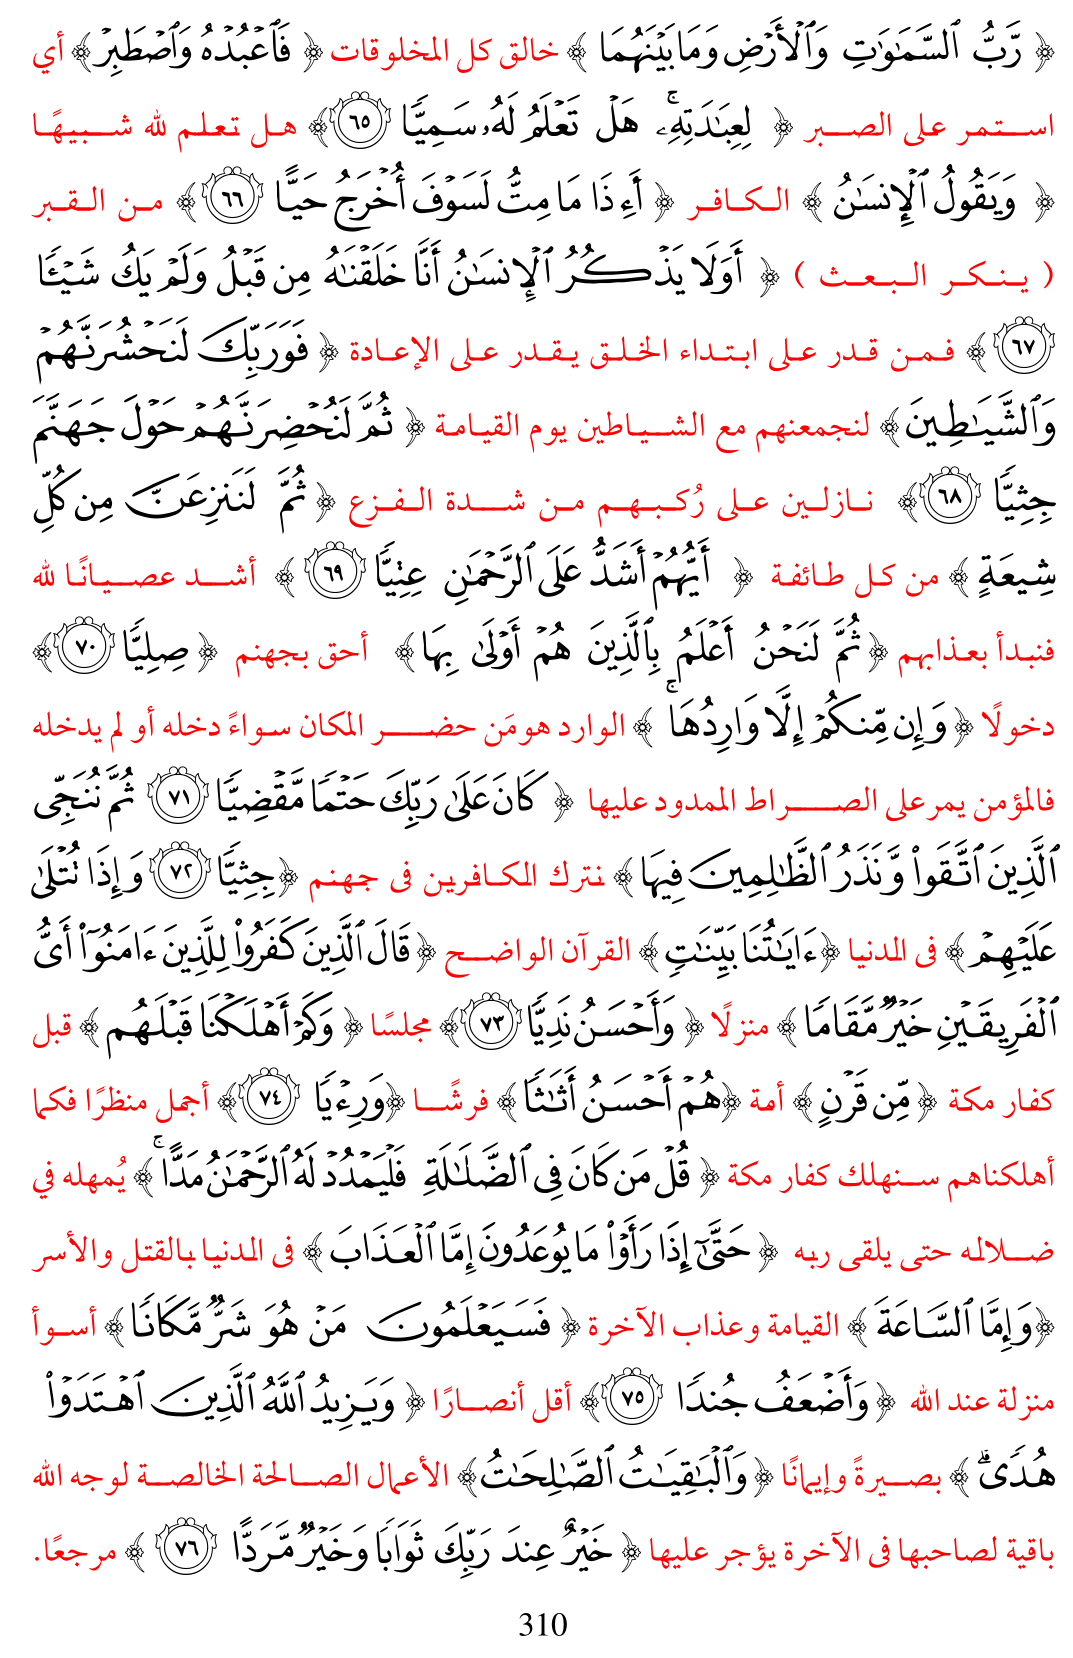 ﴿ رَّبُّ ٱلسَّمَٰوَٰتِ وَٱلْأَرْضِ وَمَا بَيْنَهُمَا ﴾ خالق كل المخلوقات ﴿ فَٱعْبُدْهُ وَٱصْطَبِرْ ﴾ أي
استمر على الصبر ﴿ لِعِبَٰدَتِهِۦۚ هَلْ تَعْلَمُ لَهُۥ سَمِيًّا ٦٥ ﴾ هل تعلم لله شبيهًا
﴿ وَيَقُولُ ٱلْإِنسَٰنُ ﴾ الكافر ﴿ أَءِذَا مَا مِتُّ لَسَوْفَ أُخْرَجُ حَيًّا ٦٦ ﴾ من القبر
( ينكر البعث ) ﴿ أَوَلَا يَذْكُرُ ٱلْإِنسَٰنُ أَنَّا خَلَقْنَٰهُ مِن قَبْلُ وَلَمْ يَكُ شَيْـًٔا
٦٧ ﴾ فمن قدر على ابتداء الخلق يقدر على الإعادة ﴿ فَوَرَبِّكَ لَنَحْشُرَنَّهُمْ
وَٱلشَّيَٰطِينَ ﴾ لنجمعنهم مع الشياطين يوم القيامة ﴿ ثُمَّ لَنُحْضِرَنَّهُمْ حَوْلَ جَهَنَّمَ
جِثِيًّا ٦٨ ﴾ نازلين على رُكبهم من شدة الفزع ﴿ ثُمَّ لَنَنزِعَنَّ مِن كُلِّ
شِيعَةٍ ﴾ من كل طائفة ﴿ أَيُّهُمْ أَشَدُّ عَلَى ٱلرَّحْمَٰنِ عِتِيًّا ٦٩ ﴾ أشد عصيانًا لله
فنبدأ بعذابهم ﴿ ثُمَّ لَنَحْنُ أَعْلَمُ بِٱلَّذِينَ هُمْ أَوْلَىٰ بِهَا ﴾ أحق بجهنم ﴿ صِلِيًّا ٧٠ ﴾
دخولًا ﴿ وَإِن مِّنكُمْ إِلَّا وَارِدُهَاۚ ﴾ الوارد هو مَن حضر المكان سواءً دخله أو لم يدخله
فالمؤمن يمر على الصراط الممدود عليها ﴿ كَانَ عَلَىٰ رَبِّكَ حَتْمًا مَّقْضِيًّا ٧١ ثُمَّ نُنَجِّى
ٱلَّذِينَ ٱتَّقَوا۟ وَّنَذَرُ ٱلظَّٰلِمِينَ فِيهَا ﴾ نترك الكافرين فى جهنم ﴿ جِثِيًّا ٧٢ وَإِذَا تُتْلَىٰ
عَلَيْهِمْ ﴾ فى الدنيا ﴿ ءَايَٰتُنَا بَيِّنَٰتٍ ﴾ القرآن الواضح ﴿ قَالَ ٱلَّذِينَ كَفَرُوا۟ لِلَّذِينَ ءَامَنُوٓا۟ أَىُّ
ٱلْفَرِيقَيْنِ خَيْرٌ مَّقَامًا ﴾ منزلًا ﴿ وَأَحْسَنُ نَدِيًّا ٧٣ ﴾ مجلسًا ﴿ وَكَمْ أَهْلَكْنَا قَبْلَهُم ﴾ قبل
كفار مكة ﴿ مِّن قَرْنٍ ﴾ أمة ﴿ هُمْ أَحْسَنُ أَثَٰثًا ﴾ فرشًا ﴿ وَرِءْيًا ٧٤ ﴾ أجمل منظرًا فكما
أهلكناهم سنهلك كفار مكة ﴿ قُلْ مَن كَانَ فِى ٱلضَّلَٰلَةِ فَلْيَمْدُدْ لَهُ ٱلرَّحْمَٰنُ مَدًّاۚ ﴾ يُمهله في
ضلاله حتى يلقى ربه ﴿ حَتَّىٰٓ إِذَا رَأَوْا۟ مَا يُوعَدُونَ إِمَّا ٱلْعَذَابَ ﴾ فى الدنيا بالقتل والأسر
﴿ وَإِمَّا ٱلسَّاعَةَ ﴾ القيامة وعذاب الآخرة ﴿ فَسَيَعْلَمُونَ مَنْ هُوَ شَرٌّ مَّكَانًا ﴾ أسوأ
منزلة عند الله ﴿ وَأَضْعَفُ جُندًا ٧٥ ﴾ أقل أنصارًا ﴿ وَيَزِيدُ ٱللَّهُ ٱلَّذِينَ ٱهْتَدَوْا۟
هُدًىۗ ﴾ بصيرةً وإيمانًا ﴿ وَٱلْبَٰقِيَٰتُ ٱلصَّٰلِحَٰتُ ﴾ الأعمال الصالحة الخالصة لوجه الله
باقية لصاحبها فى الآخرة يؤجر عليها ﴿ خَيْرٌ عِندَ رَبِّكَ ثَوَابًا وَخَيْرٌ مَّرَدًّا ٧٦ ﴾ مرجعًا.
310